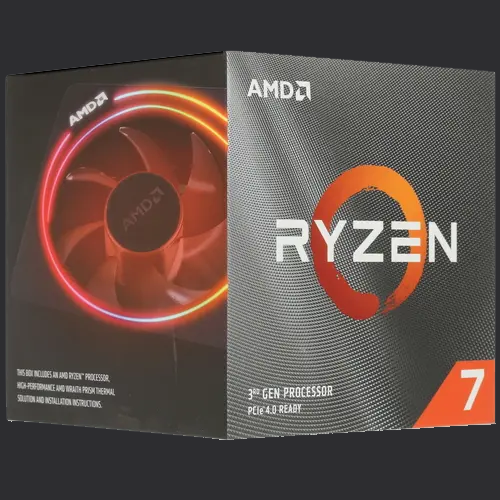 AMD
AMD
THIS BOX INCLUDES AN AMD RYZEN™ PROCESSOR,
HIGH-PERFORMANCE AMD WRAITH PRISM THERMAL
SOLUTION AND INSTALLATION INSTRUCTIONS.
AMD
RYZEN
3RD GEN PROCESSOR
PCIe 4.0 READY
7